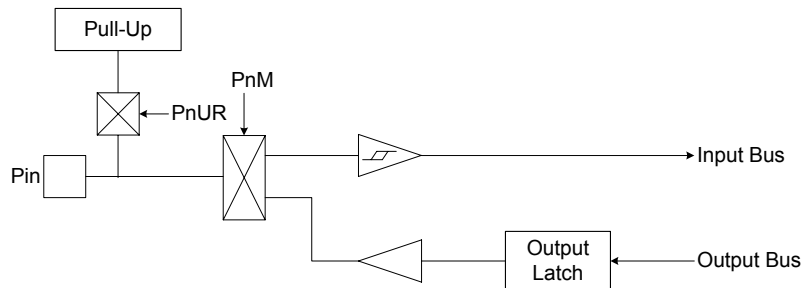 Pull-Up
PnM
PnUR
Pin
Input Bus
Output
Latch
Output Bus